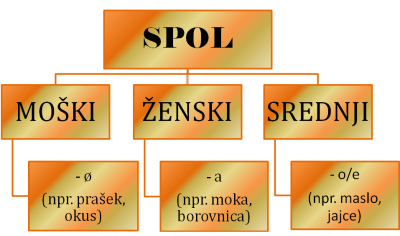 SPOL
MOŠKI
ŽENSKI
SREDNJI
- ø
(npr. prašek,
okus)
- a
(npr. moka,
borovnica)
- o/e
(npr. maslo,
jajce)